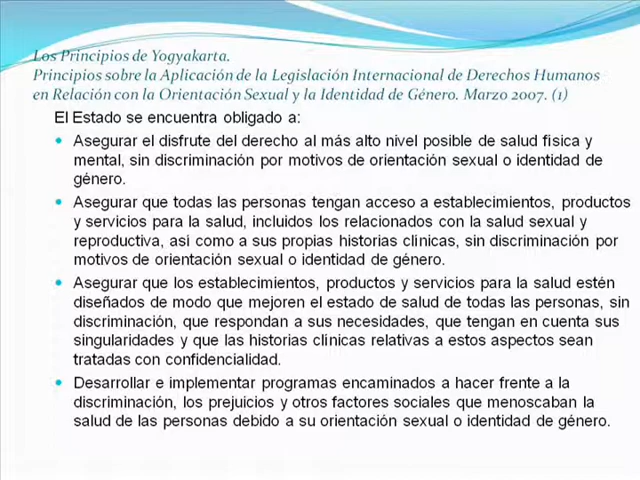 Los Principios de Yogyakarta.
Principios sobre la Aplicación de la Legislación Internacional de Derechos Humanos
en Relación con la Orientación Sexual y la Identidad de Género. Marzo 2007. (1)
El Estado se encuentra obligado a:
• Asegurar el disfrute del derecho al más alto nivel posible de salud física y
mental, sin discriminación por motivos de orientación sexual o identidad de
género.
• Asegurar que todas las personas tengan acceso a establecimientos, productos
y servicios para la salud, incluidos los relacionados con la salud sexual y
reproductiva, asi como a sus propias historias clínicas, sin discriminación por
motivos de orientación sexual o identidad de género.
• Asegurar que los establecimientos, productos y servicios para la salud estén
diseñados de modo que mejoren el estado de salud de todas las personas, sin
discriminación, que respondan a sus necesidades, que tengan en cuenta sus
singularidades y que las historias clínicas relativas a estos aspectos sean
tratadas con confidencialidad.
• Desarrollar e implementar programas encaminados a hacer frente a la
discriminación, los prejuicios y otros factores sociales que menoscaban la
salud de las personas debido a su orientación sexual o identidad de género.